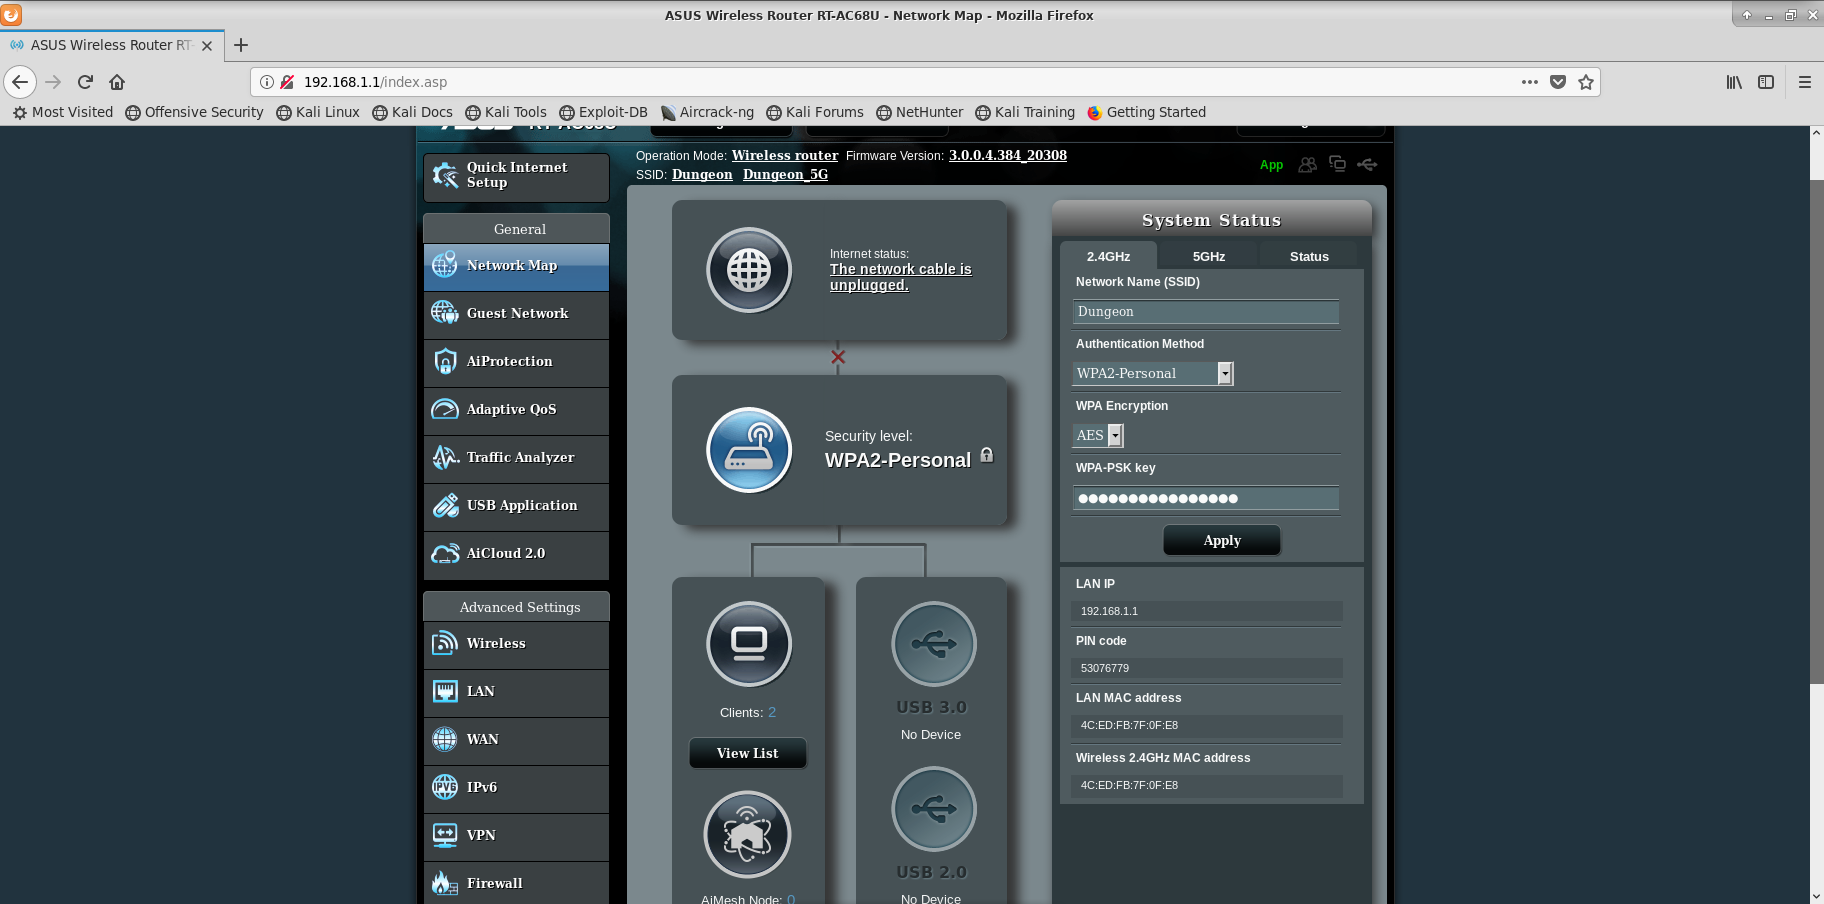 ASUS Wireless Router RT-AC68U - Network Map - Mozilla Firefox
ASUS Wireless Router RT-
192.168.1.1/index.asp
Most Visited Offensive Security Kali Linux Kali Docs Kali Tools Exploit-DB Aircrack-ng Kali Forums NetHunter Kali Training Getting Started
Operation Mode: Wireless router Firmware Version: 3.0.0.4.384_20308
SSID: Dungeon Dungeon_5G
App
Quick Internet
Setup
General
Network Map
Guest Network
AiProtection
Adaptive QoS
Traffic Analyzer
USB Application
AiCloud 2.0
Advanced Settings
Wireless
LAN
WAN
IPv6
VPN
Firewall
Internet status:
The network cable is
unplugged.
Security level:
WPA2-Personal
Clients: 2
View List
AiMesh Node: 0
USB 3.0
No Device
USB 2.0
No Device
System Status
2.4GHz 5GHz Status
Network Name (SSID)
Dungeon
Authentication Method
WPA2-Personal
WPA Encryption
AES
WPA-PSK key
●●●●●●●●●●●●●●●●
Apply
LAN IP
192.168.1.1
PIN code
53076779
LAN MAC address
4C:ED:FB:7F:0F:E8
Wireless 2.4GHz MAC address
4C:ED:FB:7F:0F:E8